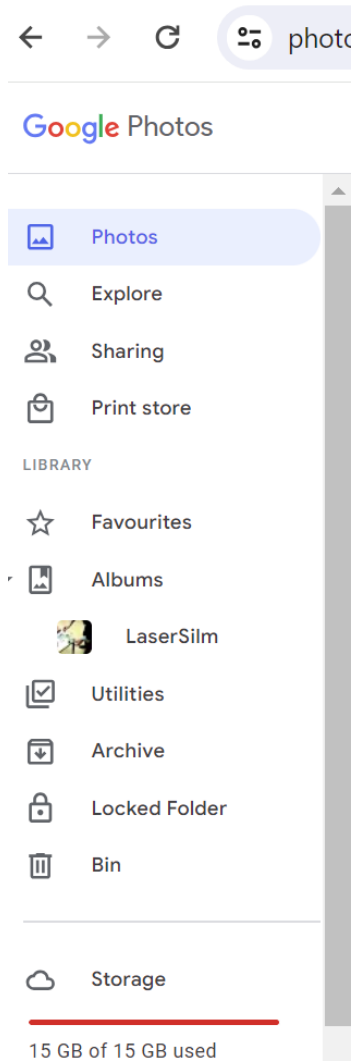 photo
Google Photos
Photos
Explore
Sharing
Print store
LIBRARY
Favourites
Albums
LaserSilm
Utilities
Archive
Locked Folder
Bin
Storage
15 GB of 15 GB used